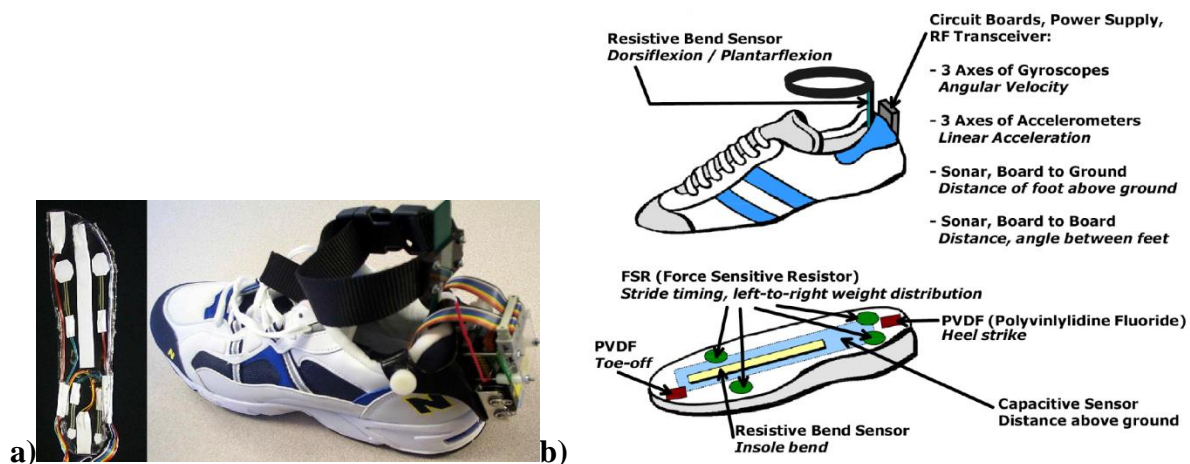 Resistive Bend Sensor
Dorsiflexion / Plantarflexion
Circuit Boards, Power Supply,
RF Transceiver:
- 3 Axes of Gyroscopes
Angular Velocity
- 3 Axes of Accelerometers
Linear Acceleration
- Sonar, Board to Ground
Distance of foot above ground
- Sonar, Board to Board
Distance, angle between feet
FSR (Force Sensitive Resistor)
Stride timing, left-to-right weight distribution
PVDF (Polyvinlylidine Fluoride)
Heel strike
PVDF
Toe-off
Capacitive Sensor
Distance above ground
Resistive Bend Sensor
Insole bend
a)
b)
N
N